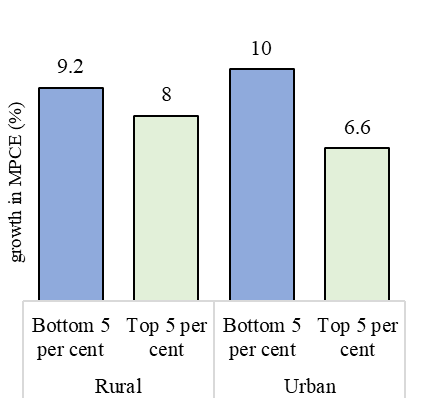 growth in MPCE (%)
9.2
8
10
6.6
Bottom 5 per cent
Top 5 per cent
Bottom 5 per cent
Top 5 per cent
Rural
Urban